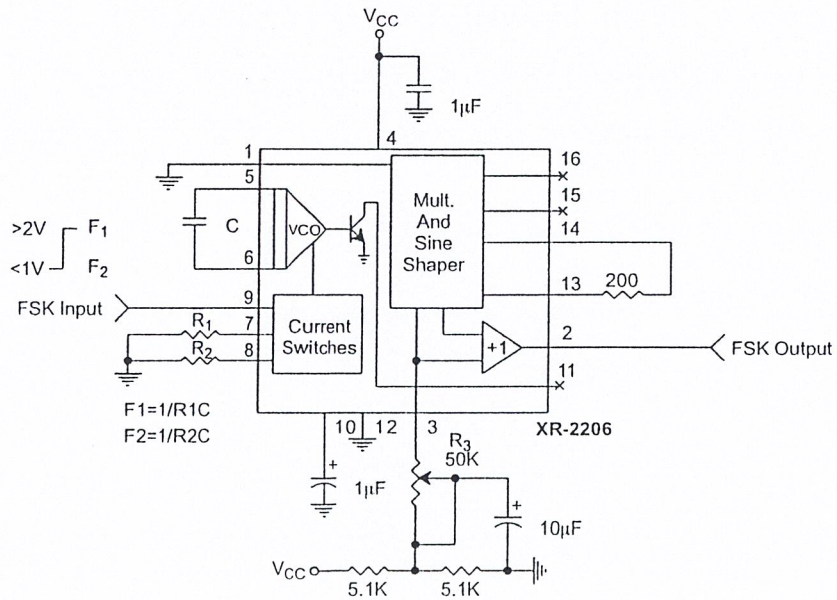 VCC
1µF
4
1
5
C
6
VCO
Mult.
And
Sine
Shaper
16
15
14
13
200
>2V
F1
<1V
F2
FSK Input
9
7
R1
8
R2
Current
Switches
+1
2
FSK Output
11
F1=1/R1C
F2=1/R2C
10
12
3
XR-2206
+
1µF
R3
50K
+
10µF
VCC
5.1K
5.1K